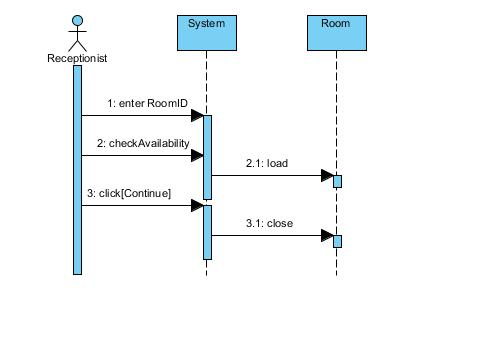 System
Room
Receptionist
1: enter RoomID
2: checkAvailability
2.1: load
3: click[Continue]
3.1: close